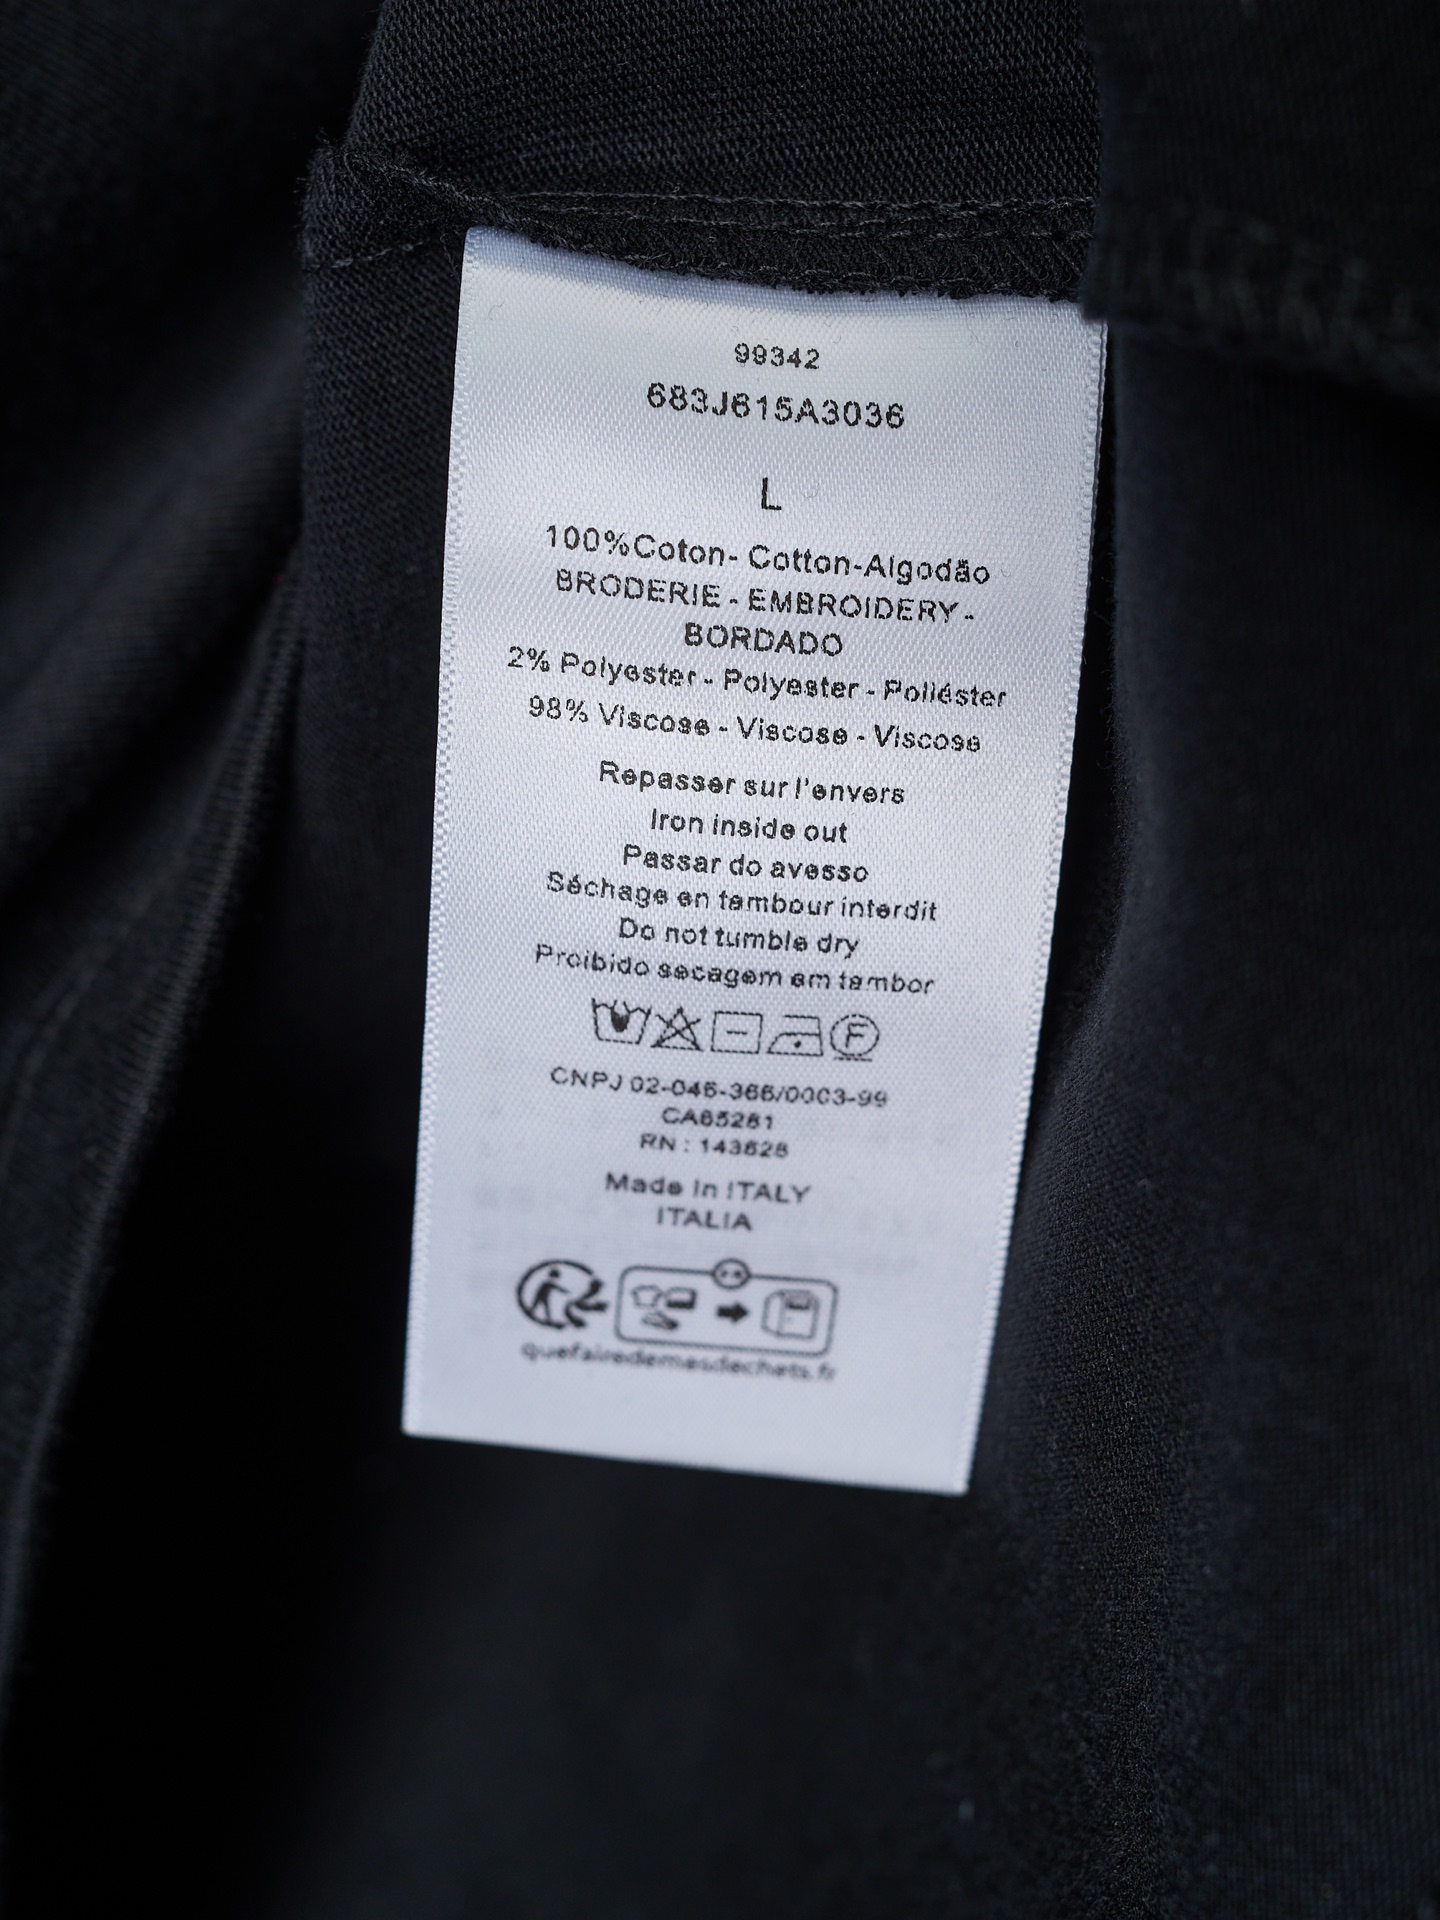 99342
683J615A3036
L
100%Coton- Cotton-Algodão
BRODERIE - EMBROIDERY -
BORDADO
2% Polyester - Polyester - Poliéster
98% Viscose - Viscose - Viscose
Repasser sur l'envers
Iron inside out
Passar do avesso
Séchage en tambour interdit
Do not tumble dry
Proibido secagem em tambor
F
CNPJ 02-046-366/0003-99
CA65281
RN : 143628
Made in ITALY
ITALIA
quefairedemesdechets.fr